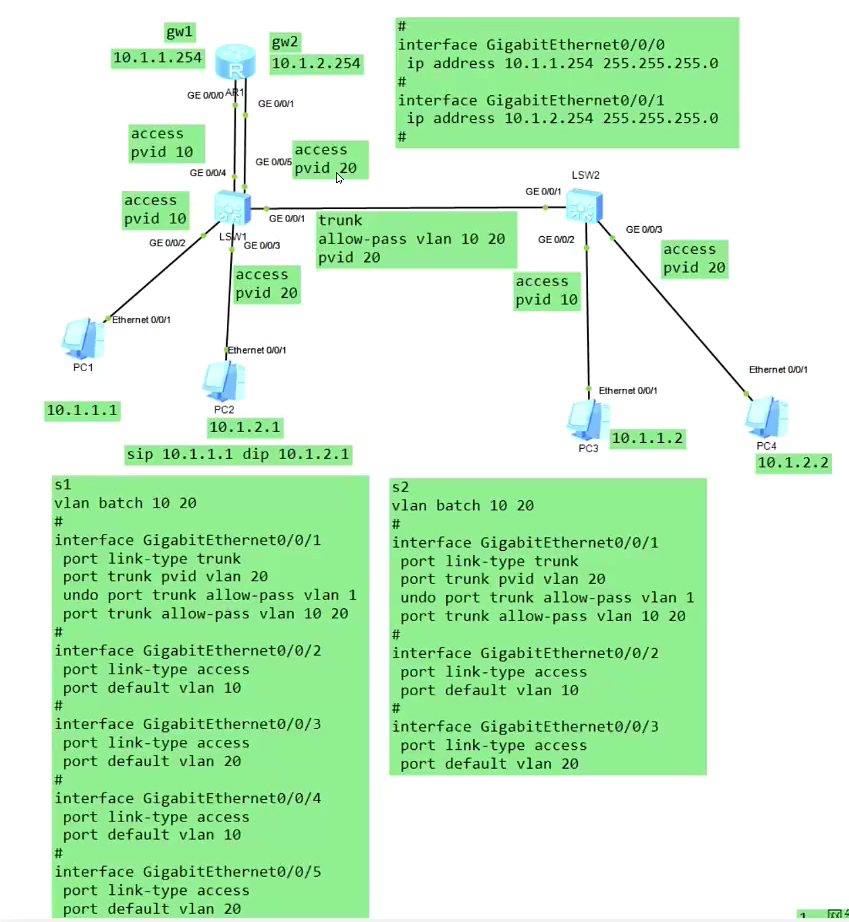 gw1
10.1.1.254
gw2
10.1.2.254
R
AR1
GE 0/0/0
GE 0/0/1
#
interface GigabitEthernet0/0/0
ip address 10.1.1.254 255.255.255.0
#
interface GigabitEthernet0/0/1
ip address 10.1.2.254 255.255.255.0
#
access
pvid 10
access
pvid 20
GE 0/0/4
GE 0/0/5
access
pvid 10
LSW1
GE 0/0/1
GE 0/0/2
GE 0/0/3
trunk
allow-pass vlan 10 20
pvid 20
LSW2
GE 0/0/1
GE 0/0/2
GE 0/0/3
access
pvid 20
access
pvid 20
access
pvid 10
Ethernet 0/0/1
PC1
10.1.1.1
Ethernet 0/0/1
PC2
10.1.2.1
sip 10.1.1.1 dip 10.1.2.1
Ethernet 0/0/1
PC3
10.1.1.2
Ethernet 0/0/1
PC4
10.1.2.2
s1
vlan batch 10 20
#
interface GigabitEthernet0/0/1
port link-type trunk
port trunk pvid vlan 20
undo port trunk allow-pass vlan 1
port trunk allow-pass vlan 10 20
#
interface GigabitEthernet0/0/2
port link-type access
port default vlan 10
#
interface GigabitEthernet0/0/3
port link-type access
port default vlan 20
#
interface GigabitEthernet0/0/4
port link-type access
port default vlan 10
#
interface GigabitEthernet0/0/5
port link-type access
port default vlan 20
s2
vlan batch 10 20
#
interface GigabitEthernet0/0/1
port link-type trunk
port trunk pvid vlan 20
undo port trunk allow-pass vlan 1
port trunk allow-pass vlan 10 20
#
interface GigabitEthernet0/0/2
port link-type access
port default vlan 10
#
interface GigabitEthernet0/0/3
port link-type access
port default vlan 20